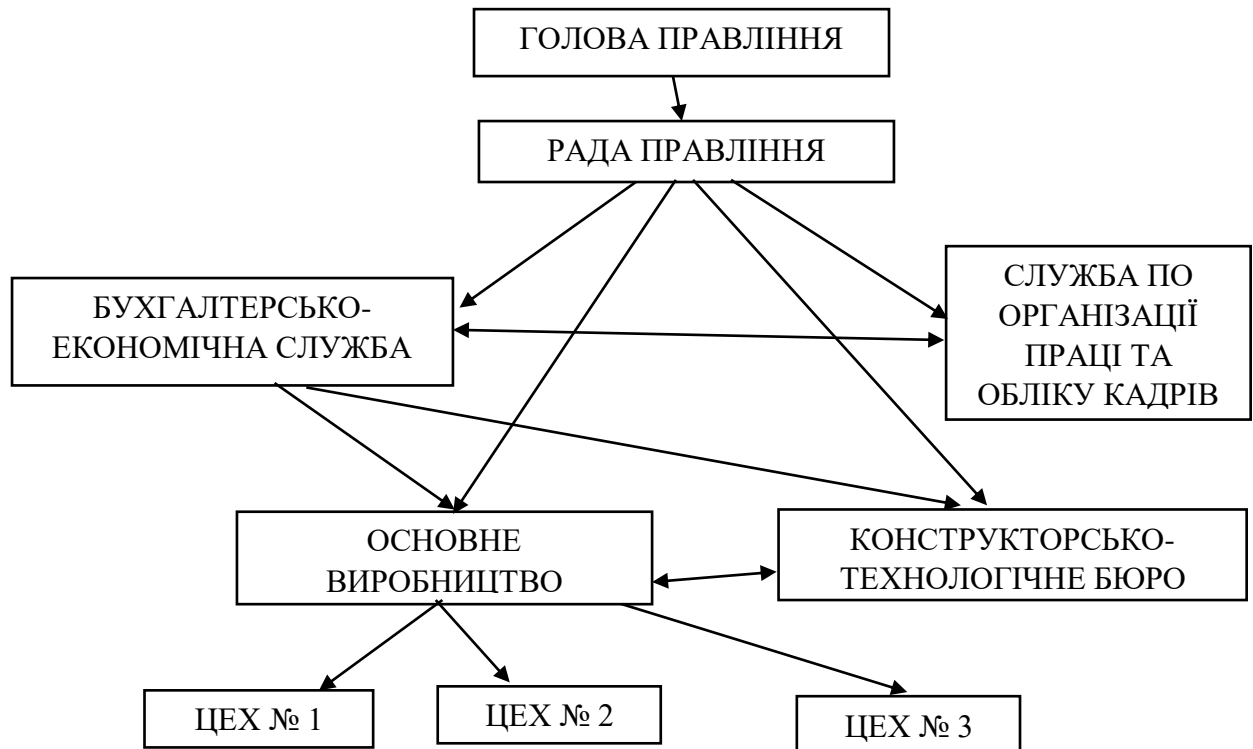 ГОЛОВА ПРАВЛІННЯ
РАДА ПРАВЛІННЯ
БУХГАЛТЕРСЬКО-
ЕКОНОМІЧНА СЛУЖБА
СЛУЖБА ПО
ОРГАНІЗАЦІЇ
ПРАЦІ ТА
ОБЛІКУ КАДРІВ
ОСНОВНЕ
ВИРОБНИЦТВО
КОНСТРУКТОРСЬКО-
ТЕХНОЛОГІЧНЕ БЮРО
ЦЕХ № 1
ЦЕХ № 2
ЦЕХ № 3